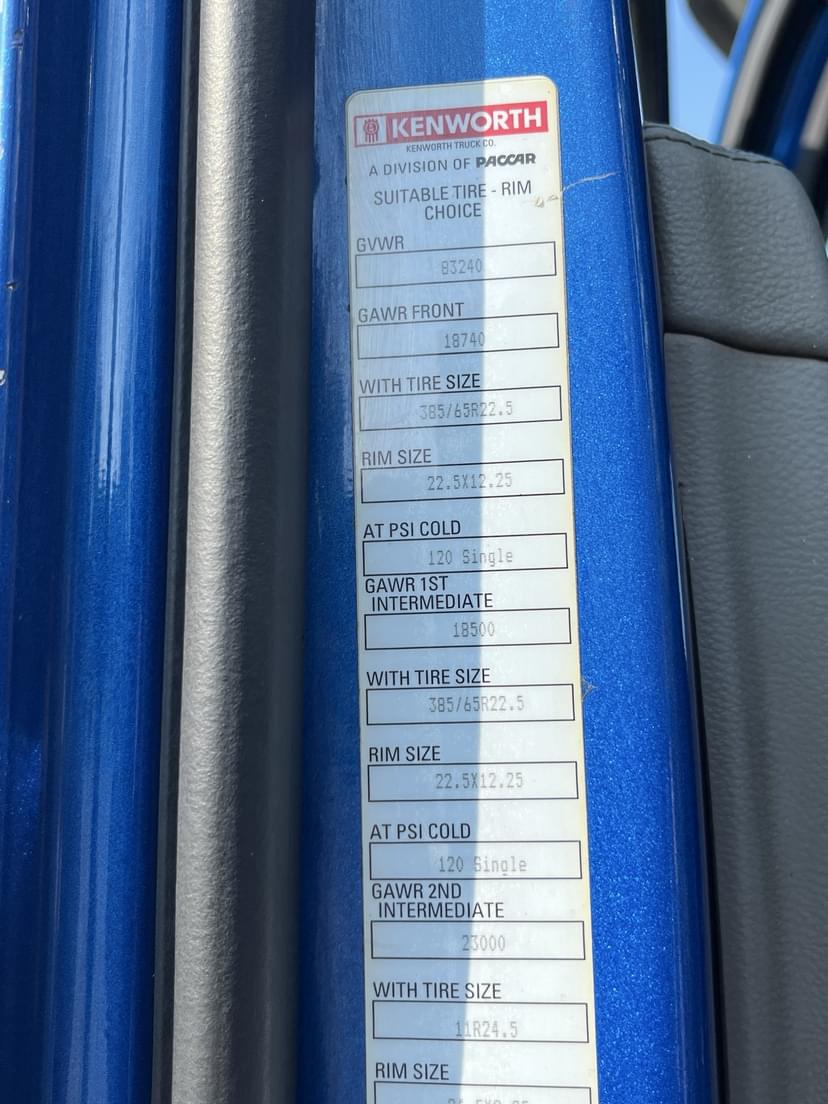 KENWORTH
KENWORTH TRUCK CO.
A DIVISION OF PACCAR
SUITABLE TIRE - RIM
CHOICE
GVWR
83240
GAWR FRONT
18740
WITH TIRE SIZE
385/65R22.5
RIM SIZE
22.5X12.25
AT PSI COLD
120 Single
GAWR 1ST
INTERMEDIATE
18500
WITH TIRE SIZE
385/65R22.5
RIM SIZE
22.5X12.25
AT PSI COLD
120 Single
GAWR 2ND
INTERMEDIATE
23000
WITH TIRE SIZE
11R24.5
RIM SIZE